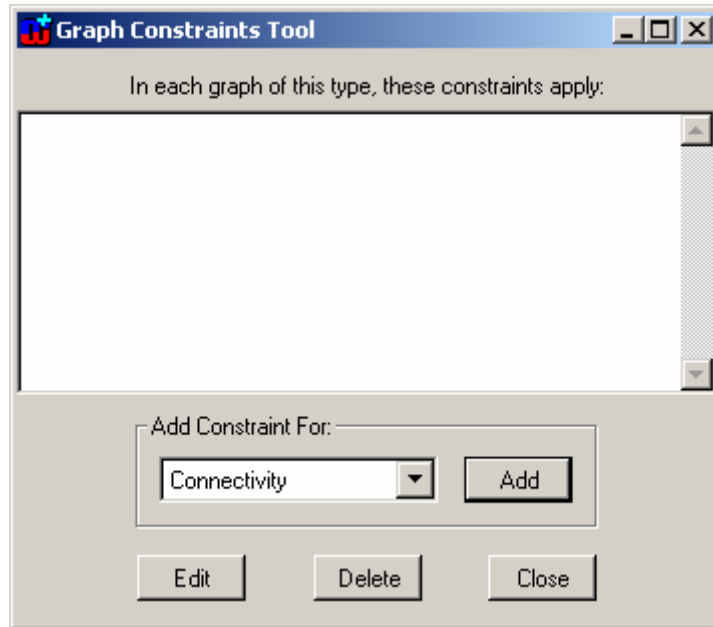 Graph Constraints Tool
In each graph of this type, these constraints apply:
Add Constraint For:
Connectivity Add
Edit Delete Close